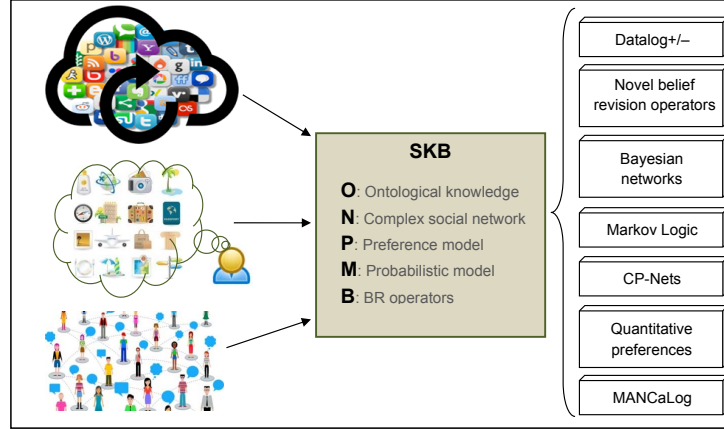 SKB
O: Ontological knowledge
N: Complex social network
P: Preference model
M: Probabilistic model
B: BR operators
Datalog+/–
Novel belief
revision operators
Bayesian
networks
Markov Logic
CP-Nets
Quantitative
preferences
MANCaLog